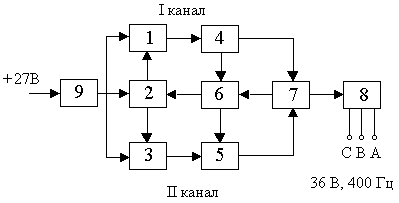 I канал
1 4
+27В
9 2 6 7 8
С В А
3 5
36 В, 400 Гц
II канал